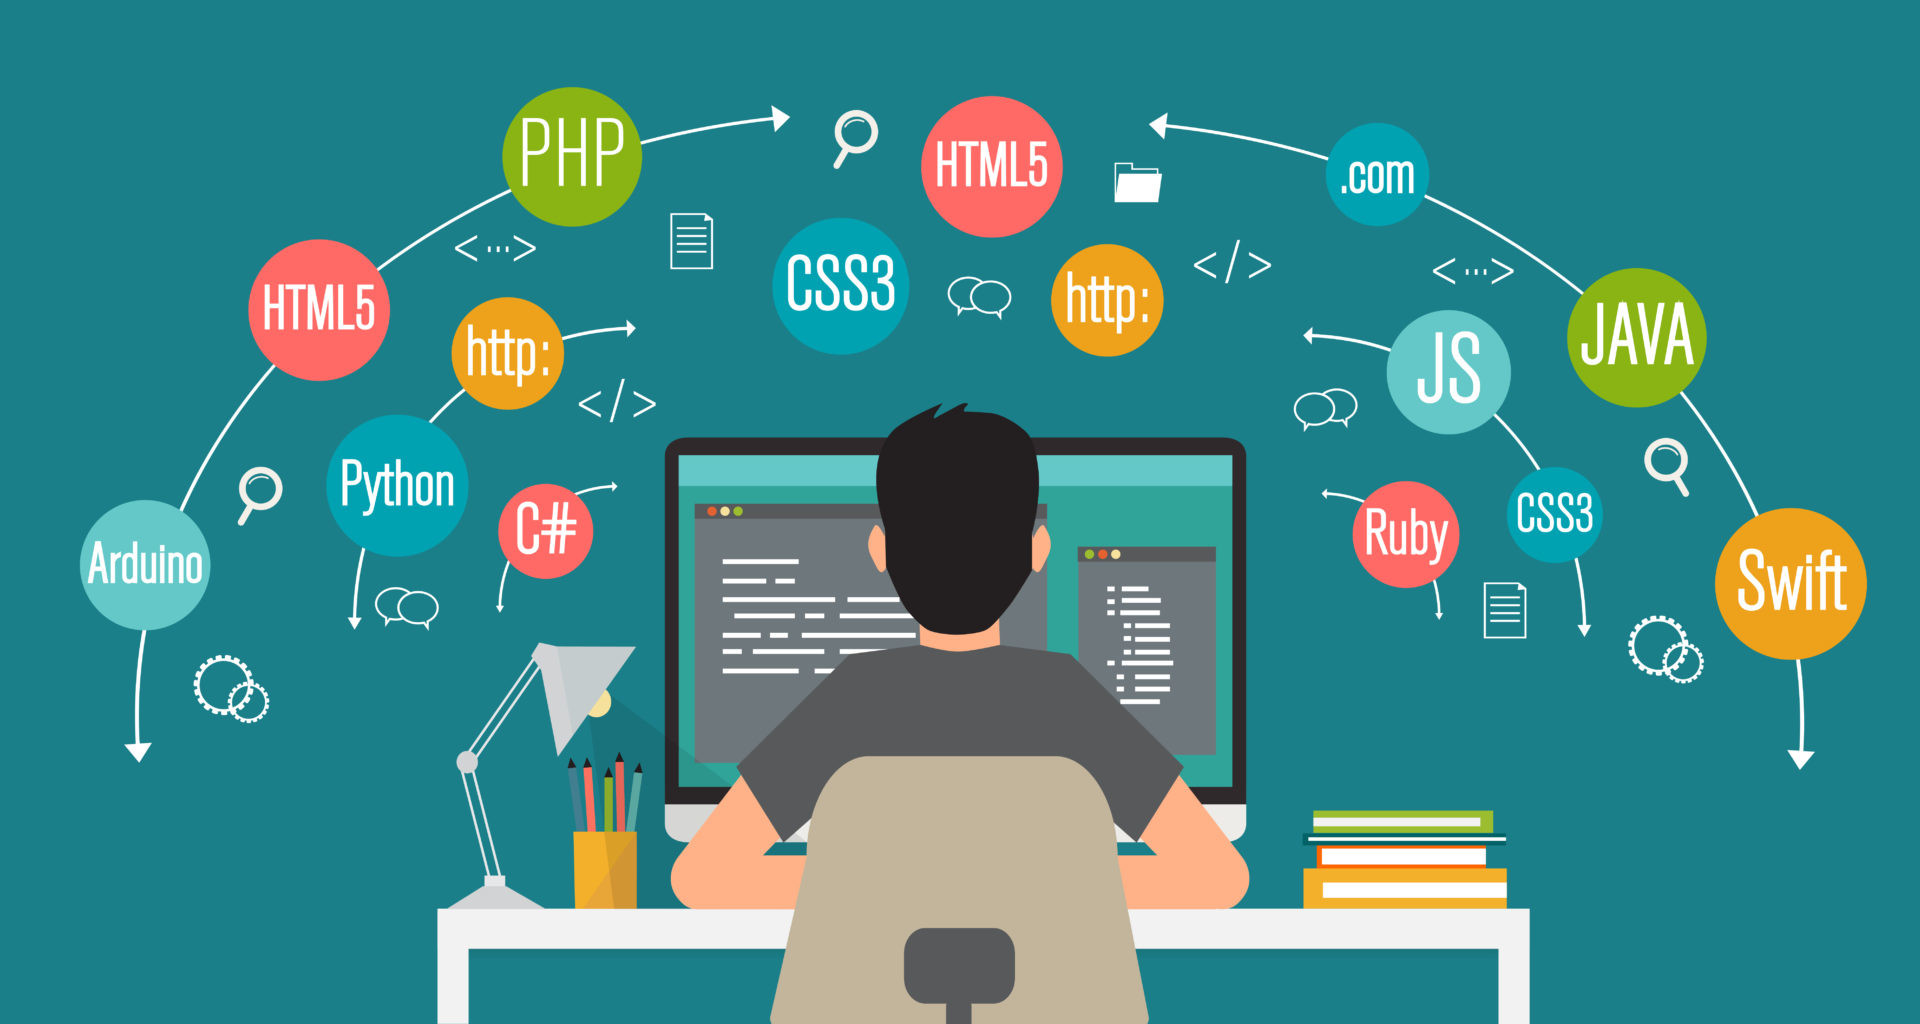 PHP
HTML5
.com
HTML5
CSS3
http:
JAVA
http:
JS
Python
C#
Ruby
CSS3
Arduino
Swift
<...>
</>
</>
<...>